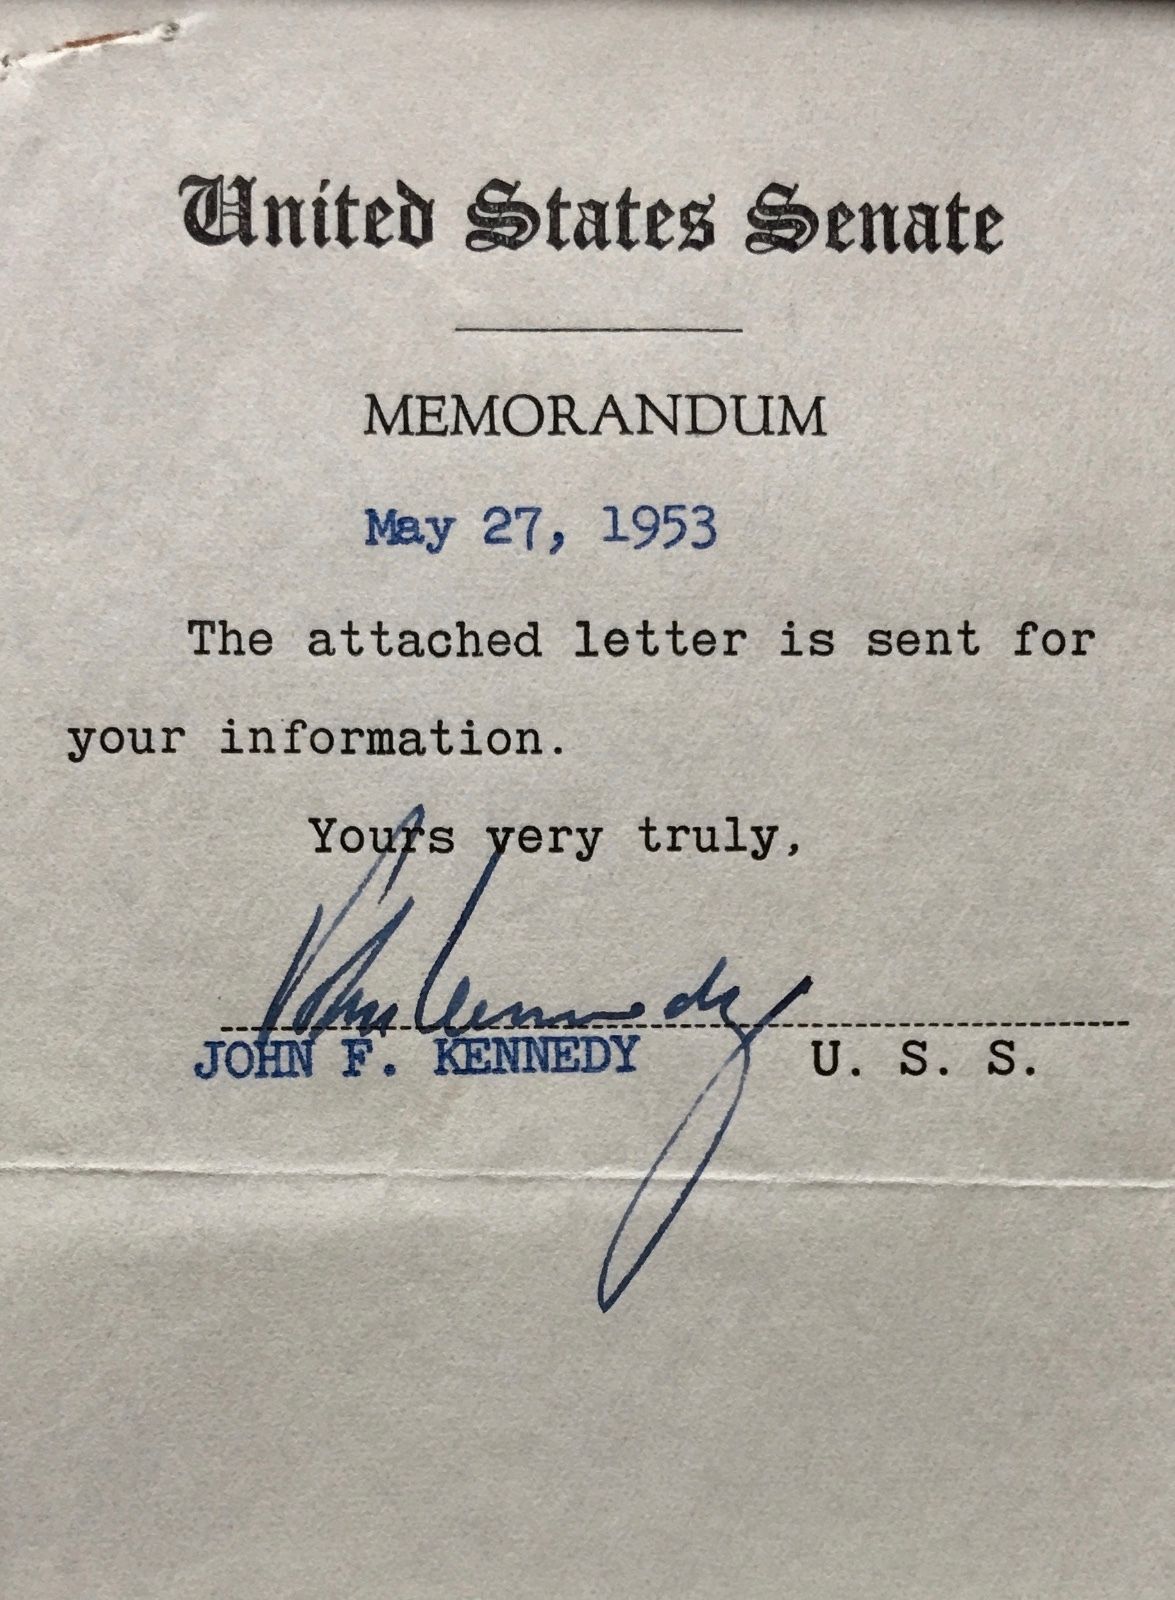 United States Senate
MEMORANDUM
May 27, 1953
The attached letter is sent for
your information.
Yours very truly,
John Kennedy
JOHN F. KENNEDY U. S. S.